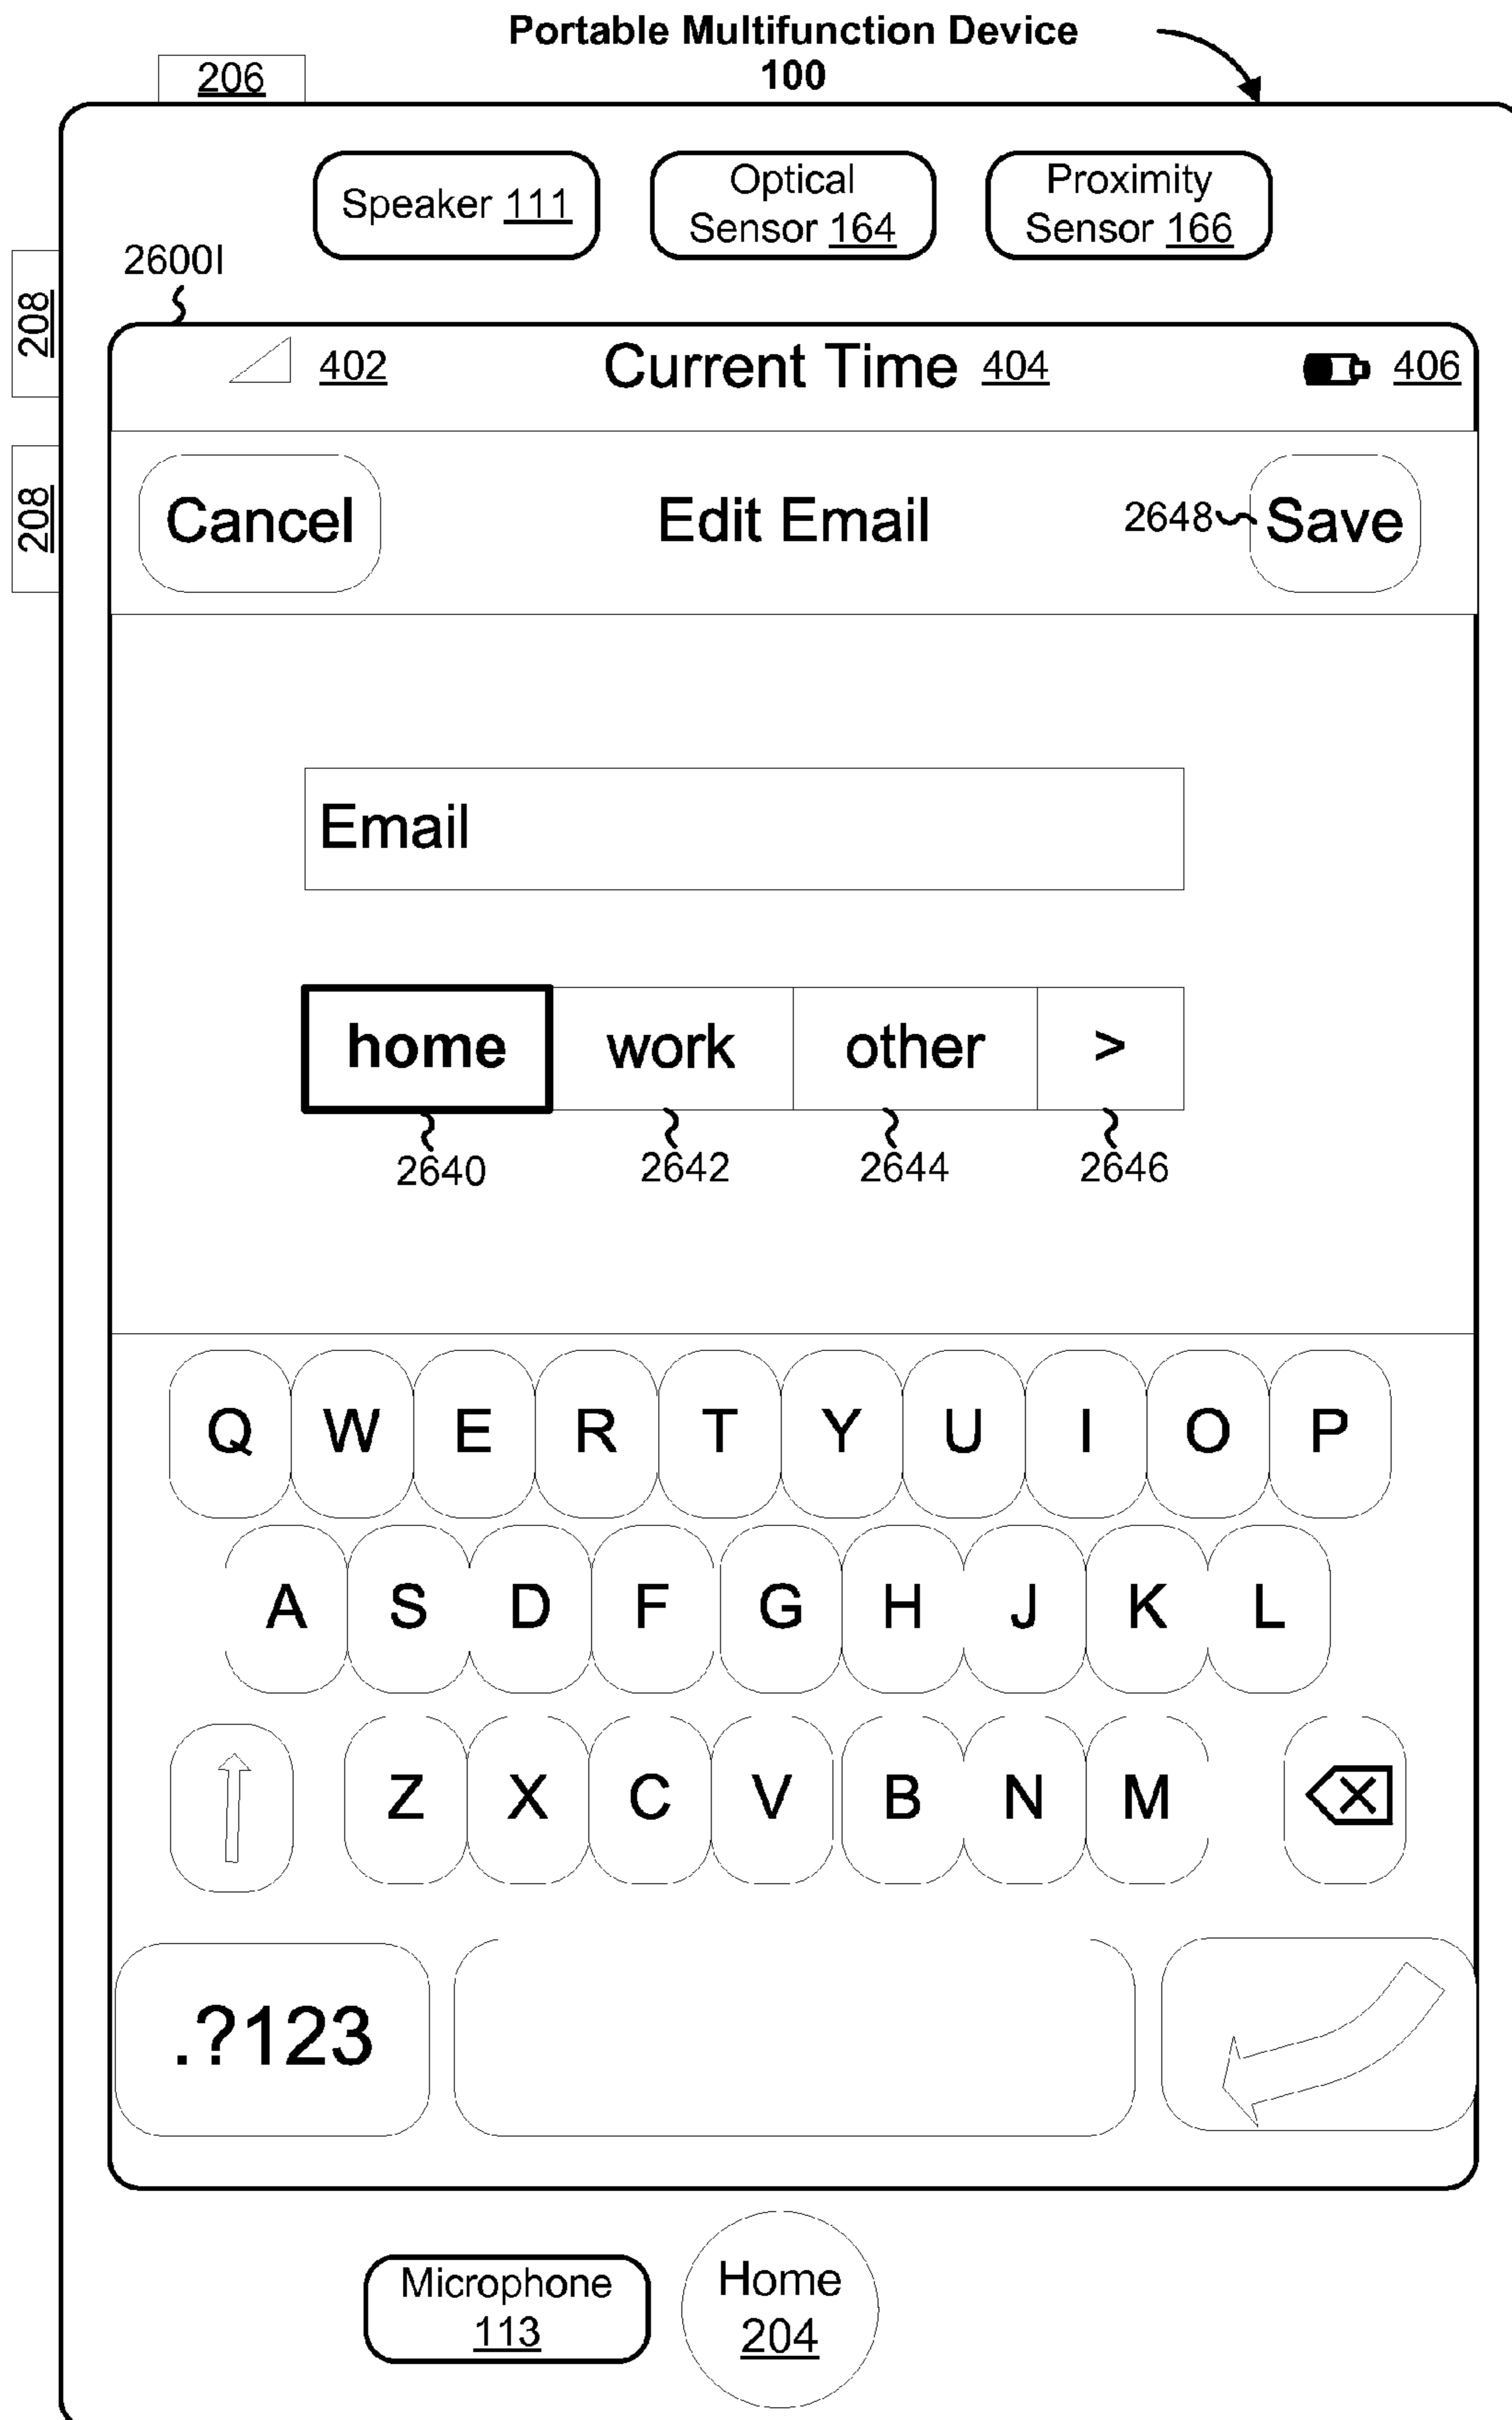 Portable Multifunction Device
100
206
Speaker 111
Optical
Sensor 164
Proximity
Sensor 166
2600I
208
402
Current Time 404
406
208
Cancel
Edit Email
2648
Save
Email
home
work
other
>
2640
2642
2644
2646
Q W E R T Y U I O P
A S D F G H J K L
Z X C V B N M
.?123
Microphone
113
Home
204